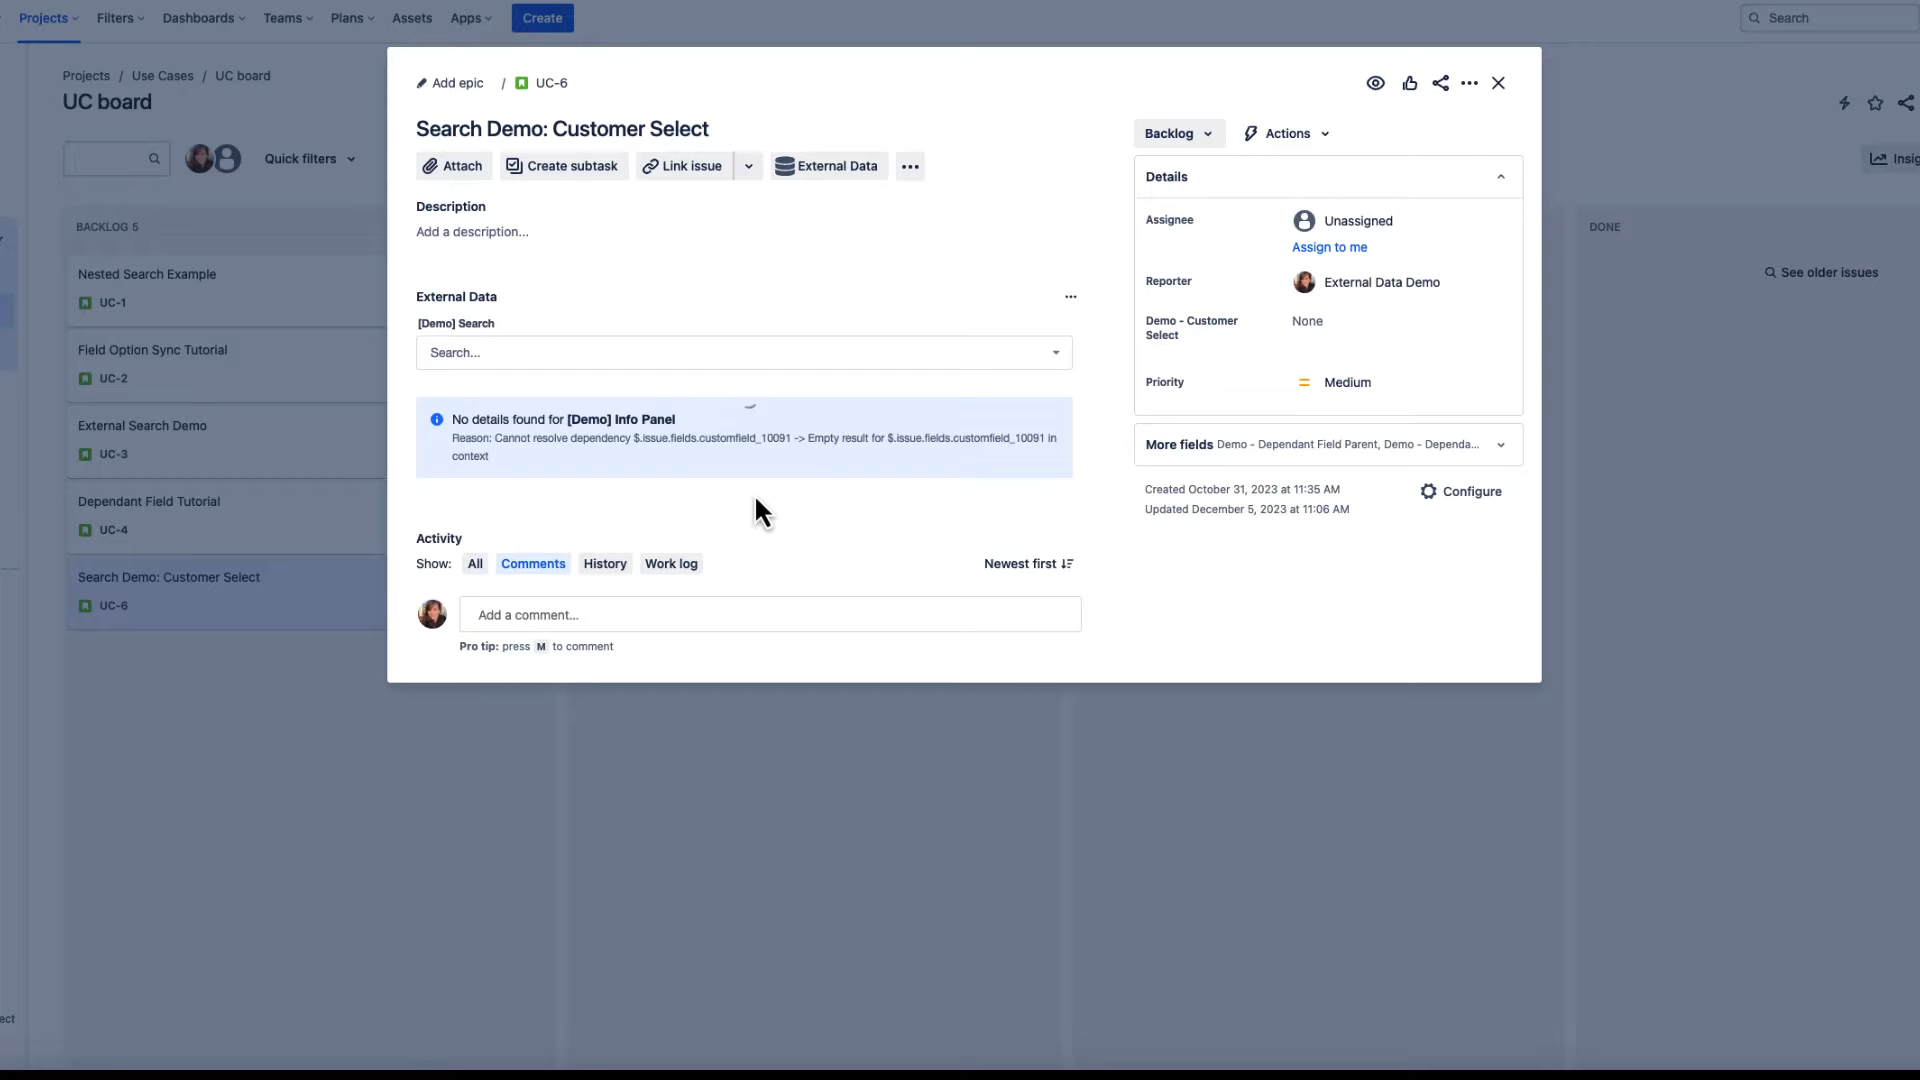 Projects
Filters
Dashboards
Teams
Plans
Assets
Apps
Create
Search
Projects / Use Cases / UC board
UC board
Quick filters
BACKLOG 5
Nested Search Example
UC-1
Field Option Sync Tutorial
UC-2
External Search Demo
UC-3
Dependant Field Tutorial
UC-4
Search Demo: Customer Select
UC-6
ect
Add epic / UC-6
Search Demo: Customer Select
Attach
Create subtask
Link issue
External Data
Description
Add a description...
External Data
[Demo] Search
Search...
No details found for [Demo] Info Panel
Reason: Cannot resolve dependency $.issue.fields.customfield_10091 -> Empty result for $.issue.fields.customfield_10091 in
context
Activity
Show: All Comments History Work log
Newest first
Add a comment...
Pro tip: press M to comment
Backlog
Actions
Details
Assignee
Unassigned
Assign to me
Reporter
External Data Demo
Demo - Customer
Select
None
Priority
Medium
More fields Demo - Dependant Field Parent, Demo - Dependa...
Created October 31, 2023 at 11:35 AM
Updated December 5, 2023 at 11:06 AM
Configure
Insig
DONE
See older issues